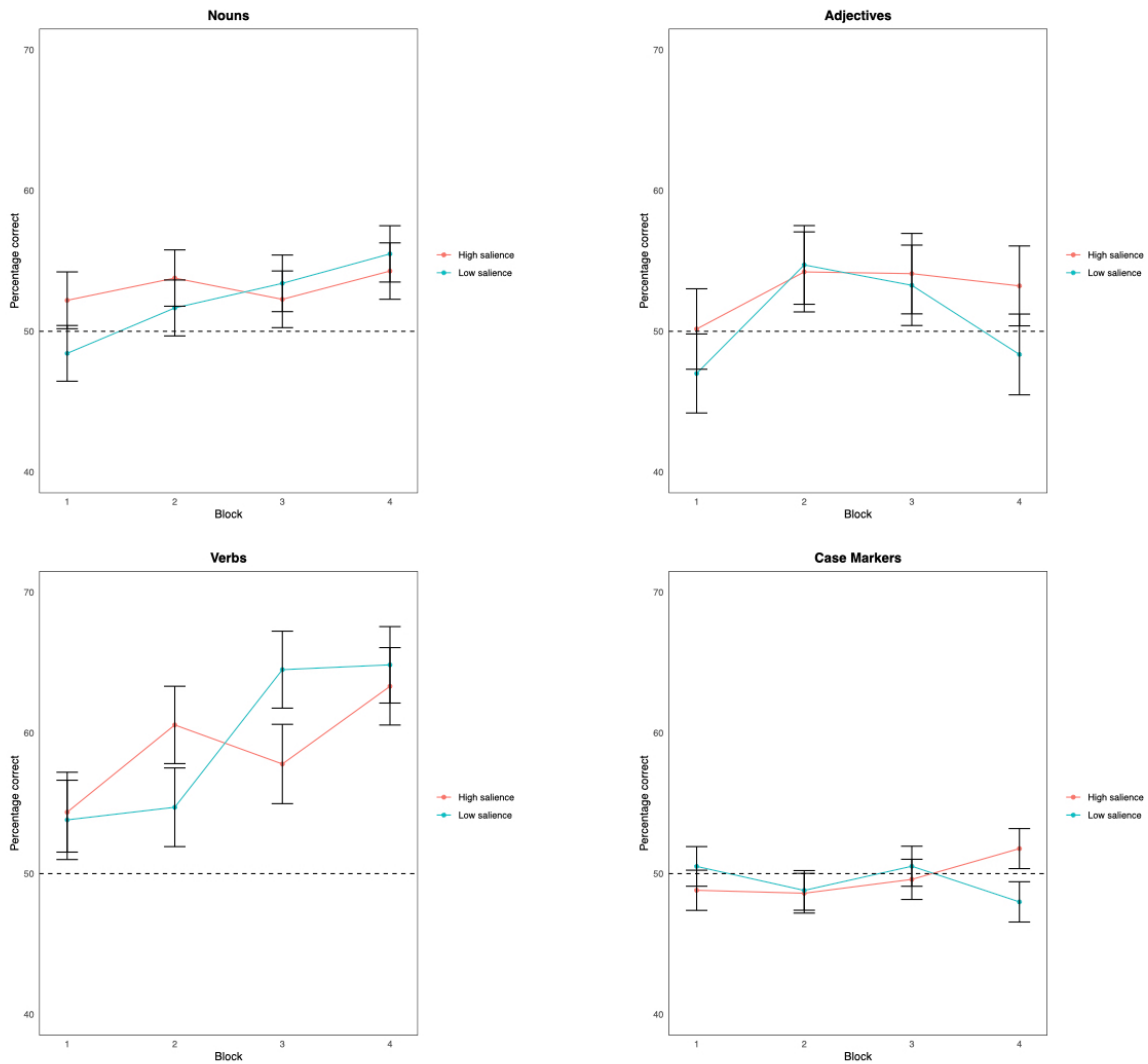 Nouns
Percentage correct
70
60
50
40
1 2 3 4
Block
High salience
Low salience
Adjectives
Percentage correct
70
60
50
40
1 2 3 4
Block
High salience
Low salience
Verbs
Percentage correct
70
60
50
40
1 2 3 4
Block
High salience
Low salience
Case Markers
Percentage correct
70
60
50
40
1 2 3 4
Block
High salience
Low salience